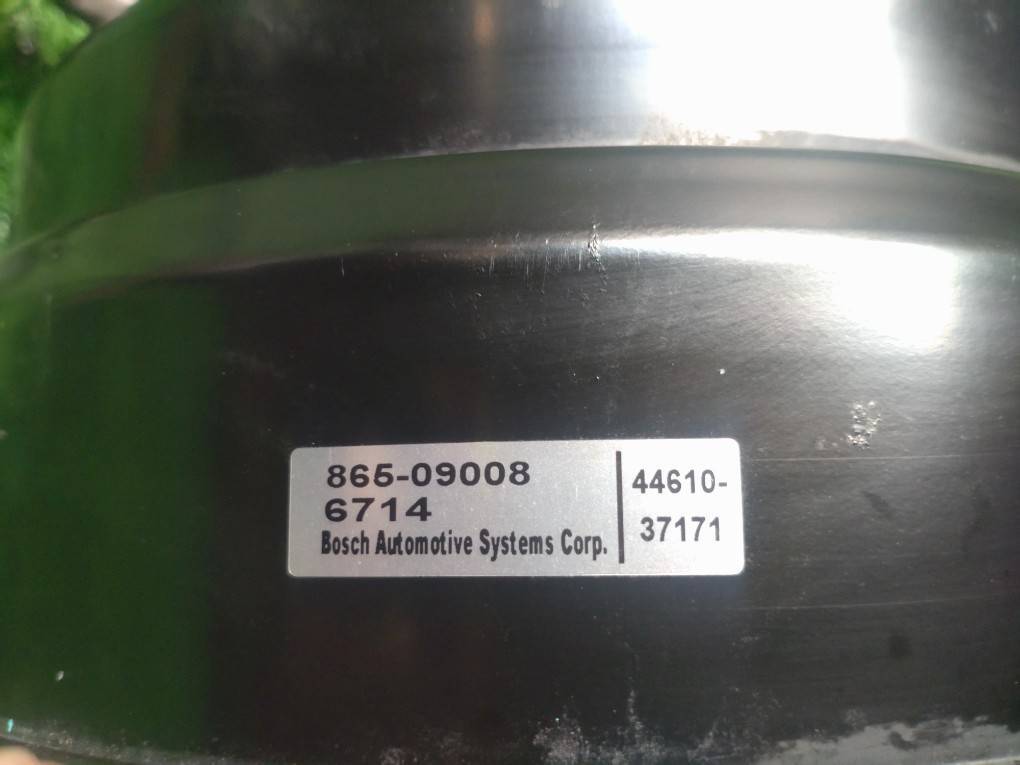 865-09008
6714
Bosch Automotive Systems Corp.
44610-
37171